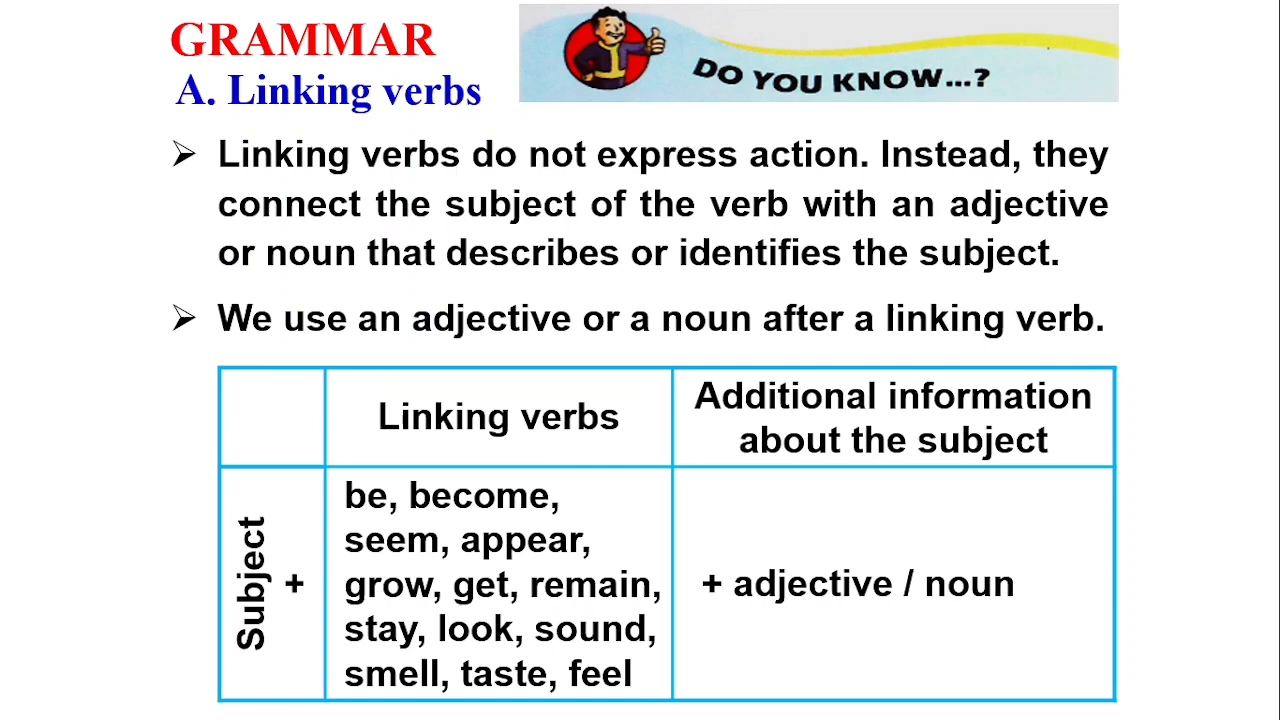 GRAMMAR
A. Linking verbs
DO YOU KNOW...?
➢ Linking verbs do not express action. Instead, they
connect the subject of the verb with an adjective
or noun that describes or identifies the subject.
➢ We use an adjective or a noun after a linking verb.
Linking verbs
Additional information
about the subject
Subject
+
be, become,
seem, appear,
grow, get, remain,
stay, look, sound,
smell, taste, feel
+ adjective / noun